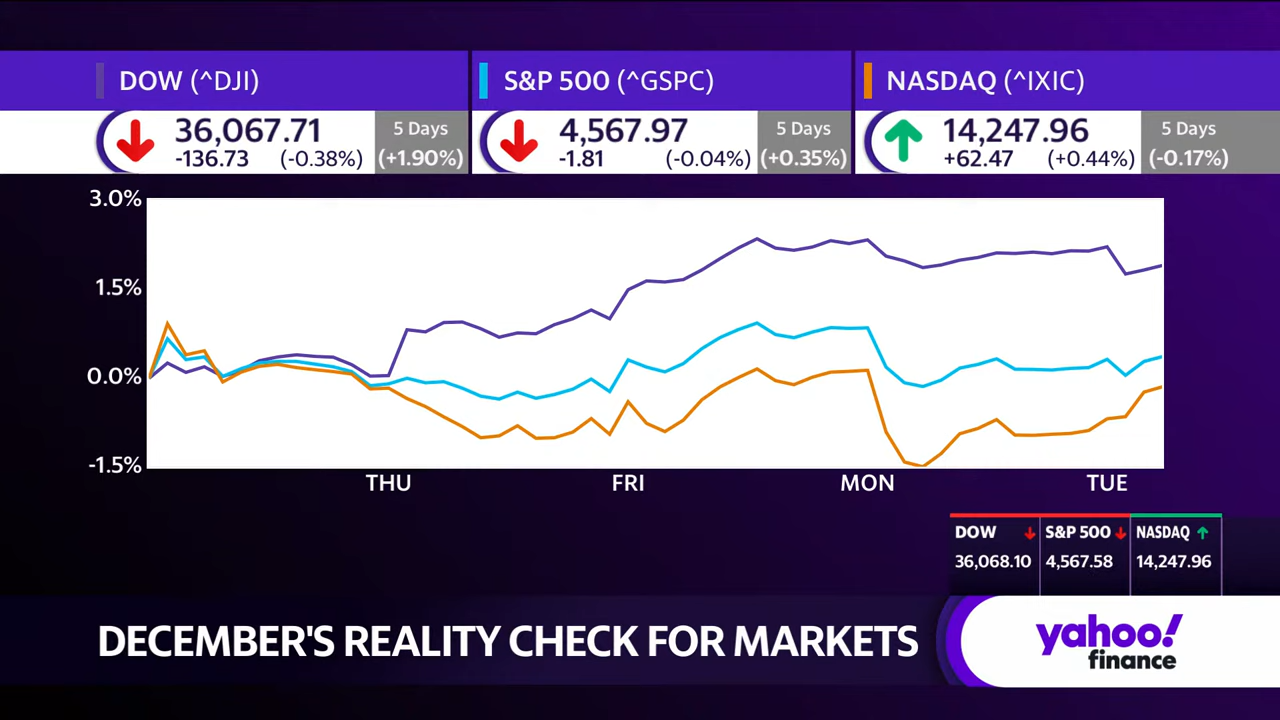 DOW (^DJI)
36,067.71
-136.73 (-0.38%)
5 Days
(+1.90%)
S&P 500 (^GSPC)
4,567.97
-1.81 (-0.04%)
5 Days
(+0.35%)
NASDAQ (^IXIC)
14,247.96
+62.47 (+0.44%)
5 Days
(-0.17%)
3.0%
1.5%
0.0%
-1.5%
THU FRI MON TUE
DOW
36,068.10
S&P 500
4,567.58
NASDAQ
14,247.96
DECEMBER'S REALITY CHECK FOR MARKETS
yahoo!
finance